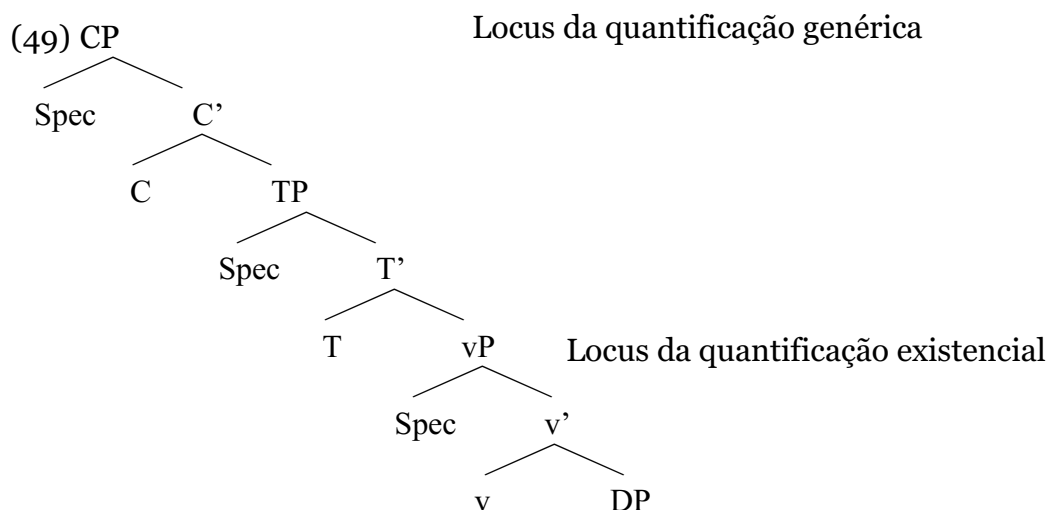 (49) CP Locus da quantificação genérica
Spec C’
C TP
Spec T’
T vP Locus da quantificação existencial
Spec v’
v DP